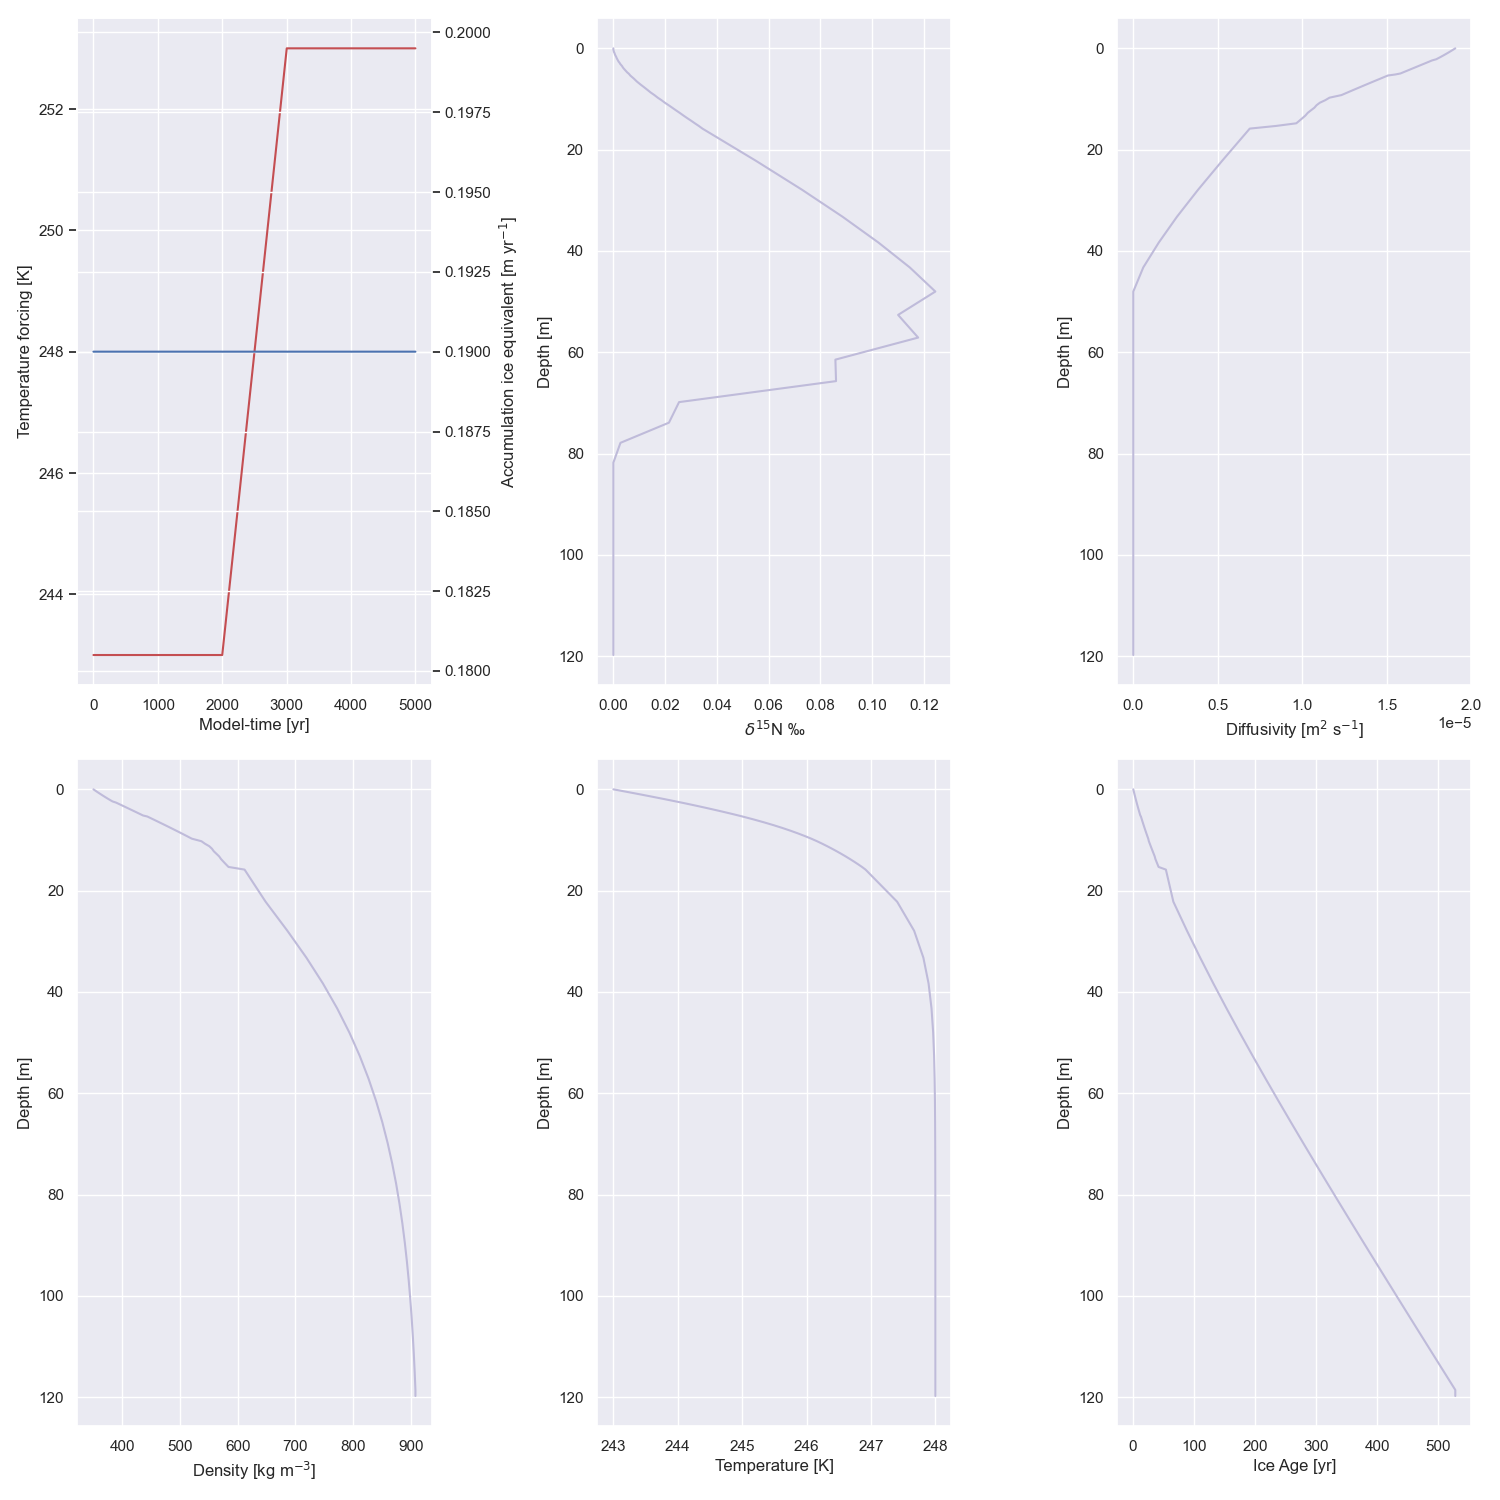 Temperature forcing [K]
252
250
248
246
244
0.2000
0.1975
0.1950
0.1925
0.1900
0.1875
0.1850
0.1825
0.1800
Accumulation ice equivalent [m yr⁻¹]
0 1000 2000 3000 4000 5000
Model-time [yr]
Depth [m]
0
20
40
60
80
100
120
0.00 0.02 0.04 0.06 0.08 0.10 0.12
δ¹⁵N ‰
Depth [m]
0
20
40
60
80
100
120
0.0 0.5 1.0 1.5 2.0
1e−5
Diffusivity [m² s⁻¹]
Depth [m]
0
20
40
60
80
100
120
400 500 600 700 800 900
Density [kg m⁻³]
Depth [m]
0
20
40
60
80
100
120
243 244 245 246 247 248
Temperature [K]
Depth [m]
0
20
40
60
80
100
120
0 100 200 300 400 500
Ice Age [yr]